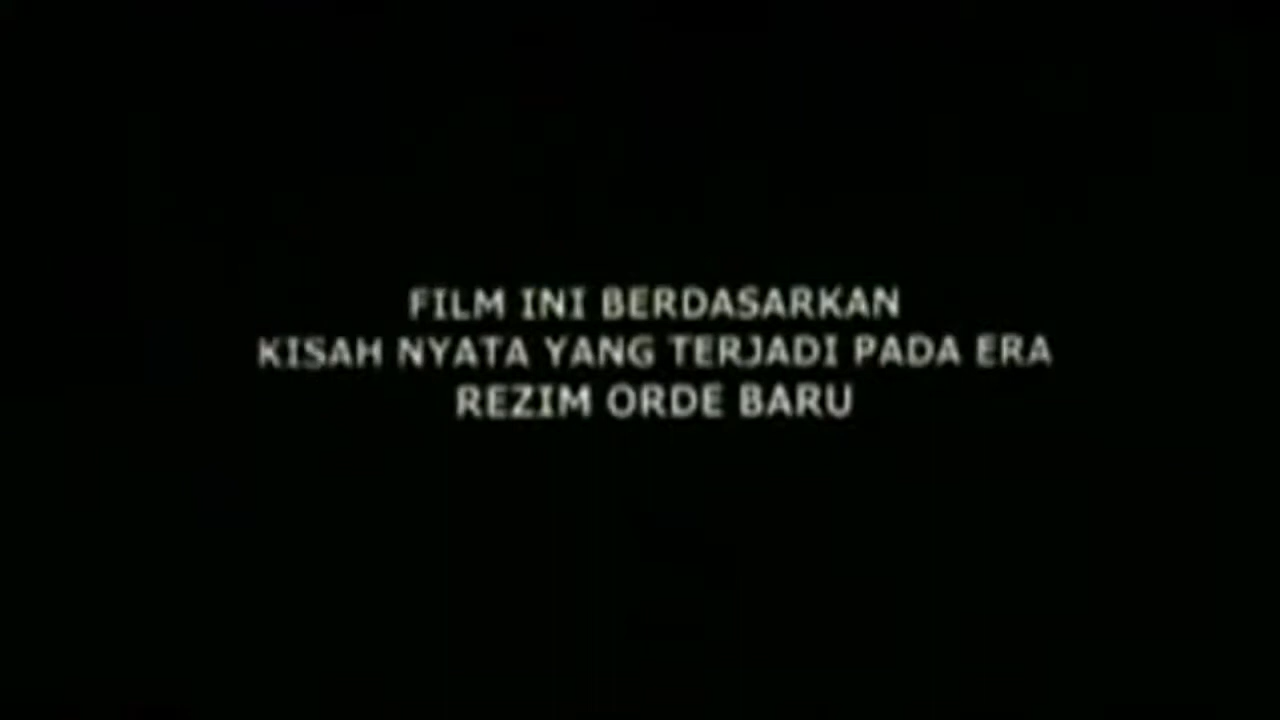 FILM INI BERDASARKAN
KISAH NYATA YANG TERJADI PADA ERA
REZIM ORDE BARU